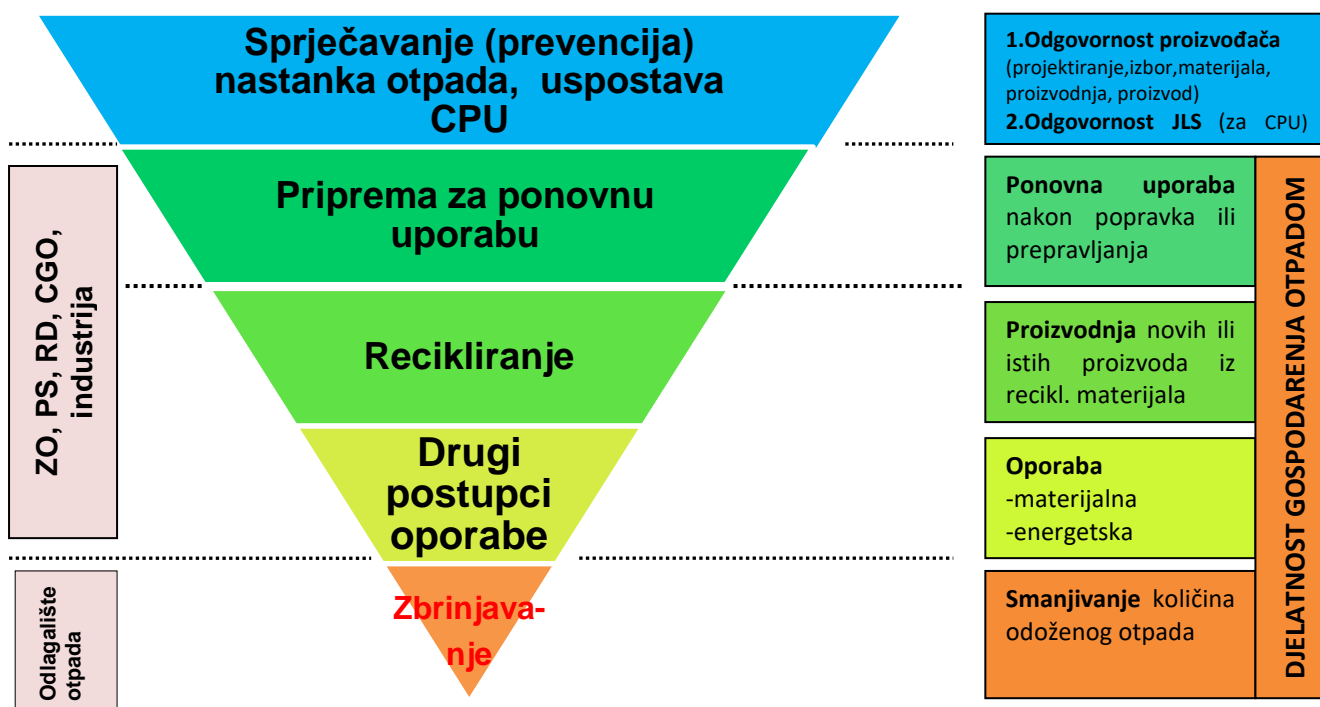 Sprječavanje (prevencija)
nastanka otpada, uspostava
CPU
Priprema za ponovnu
uporabu
Recikliranje
Drugi
postupci
oporabe
Zbrinjava-
nje
ZO, PS, RD, CGO,
industrija
Odlagalište
otpada
1.Odgovornost proizvođača
(projektiranje,izbor,materijala,
proizvodnja, proizvod)
2.Odgovornost JLS (za CPU)
Ponovna uporaba
nakon popravka ili
prepravljanja
Proizvodnja novih ili
istih proizvoda iz
recikl. materijala
Oporaba
-materijalna
-energetska
Smanjivanje količina
odoženog otpada
DJELATNOST GOSPODARENJA OTPADOM